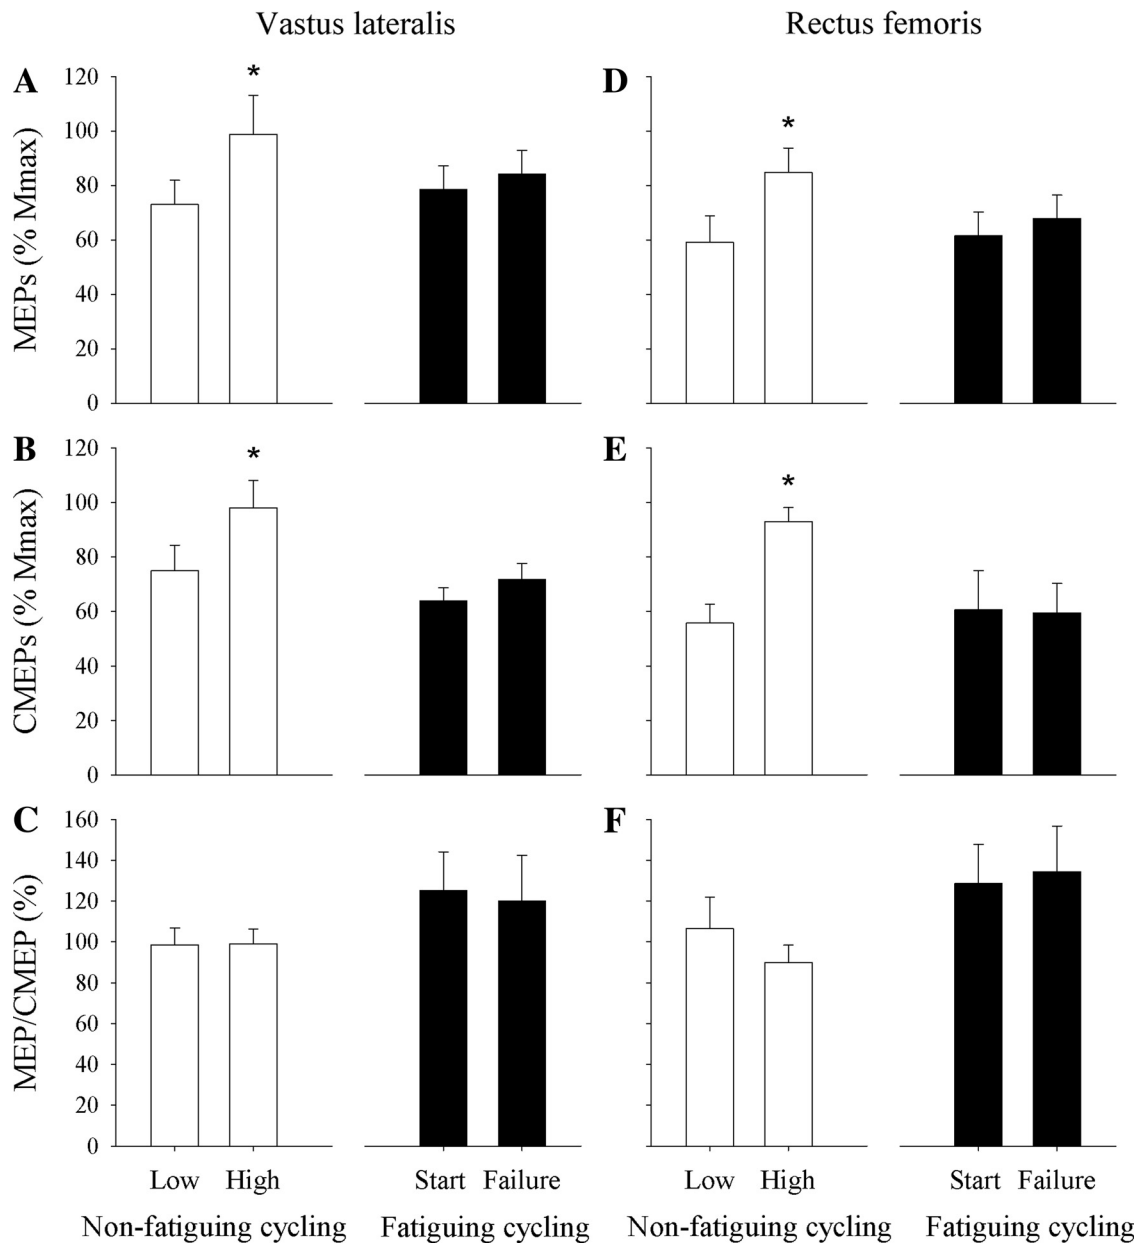 Vastus lateralis
Rectus femoris
A
MEPs (% Mmax)
120
100
80
60
40
20
0
*
D
*
B
CMEPs (% Mmax)
120
100
80
60
40
20
0
*
E
*
C
MEP/CMEP (%)
160
140
120
100
80
60
40
20
0
F
Low High
Start Failure
Low High
Start Failure
Non-fatiguing cycling
Fatiguing cycling
Non-fatiguing cycling
Fatiguing cycling